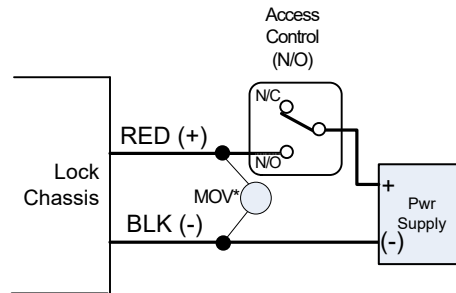 Access
Control
(N/O)
N/C
RED (+)
N/O
Lock
Chassis
MOV*
+
Pwr
Supply
BLK (-)
(-)